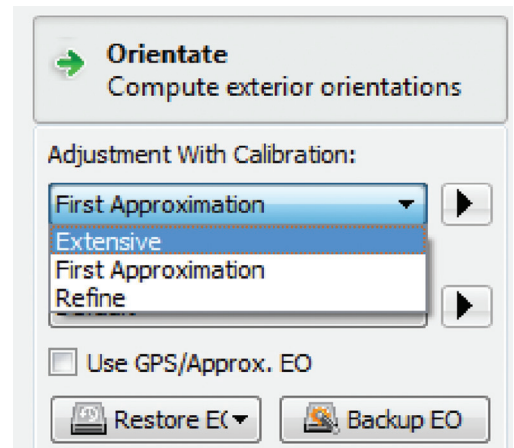 Orientate
Compute exterior orientations
Adjustment With Calibration:
First Approximation
Extensive
First Approximation
Refine
Use GPS/Approx. EO
Restore E(
Backup EO